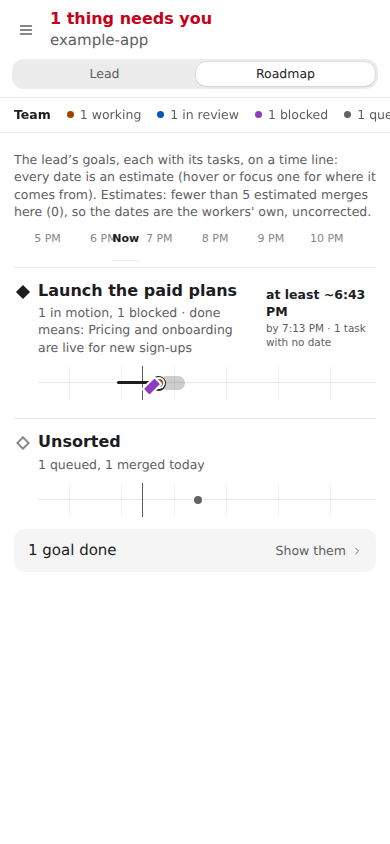 1 thing needs you
example-app
Lead
Roadmap
Team 1 working 1 in review 1 blocked 1 que
The lead’s goals, each with its tasks, on a time line:
every date is an estimate (hover or focus one for where it
comes from). Estimates: fewer than 5 estimated merges
here (0), so the dates are the workers' own, uncorrected.
5 PM 6 PM Now 7 PM 8 PM 9 PM 10 PM
Launch the paid plans
1 in motion, 1 blocked · done
means: Pricing and onboarding
are live for new sign-ups
at least ~6:43
PM
by 7:13 PM · 1 task
with no date
Unsorted
1 queued, 1 merged today
1 goal done
Show them